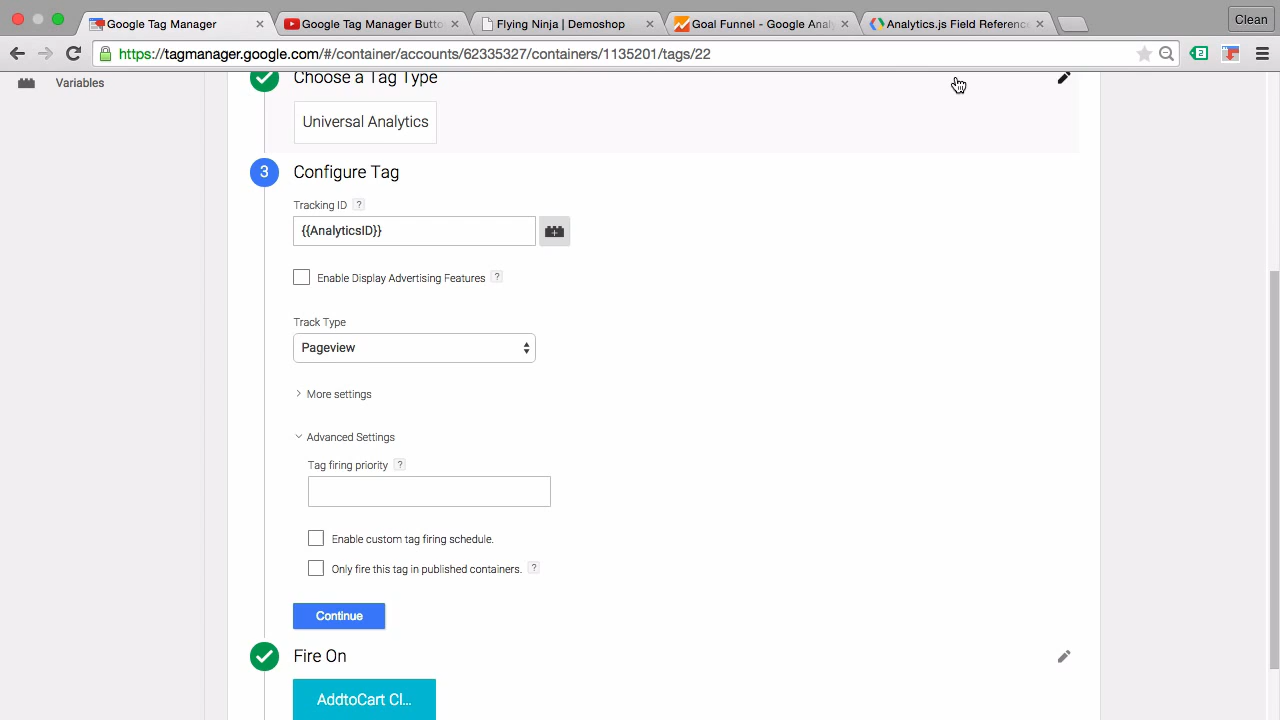 Google Tag Manager
Google Tag Manager Butto
Flying Ninja | Demoshop
Goal Funnel - Google Anal
Analytics.js Field Reference
Clean
https://tagmanager.google.com/#/container/accounts/62335327/containers/1135201/tags/22
2
Variables
Choose a Tag Type
Universal Analytics
3
Configure Tag
Tracking ID ?
{{AnalyticsID}}
Enable Display Advertising Features ?
Track Type
Pageview
More settings
Advanced Settings
Tag firing priority ?
Enable custom tag firing schedule.
Only fire this tag in published containers. ?
Continue
Fire On
AddtoCart Cl...